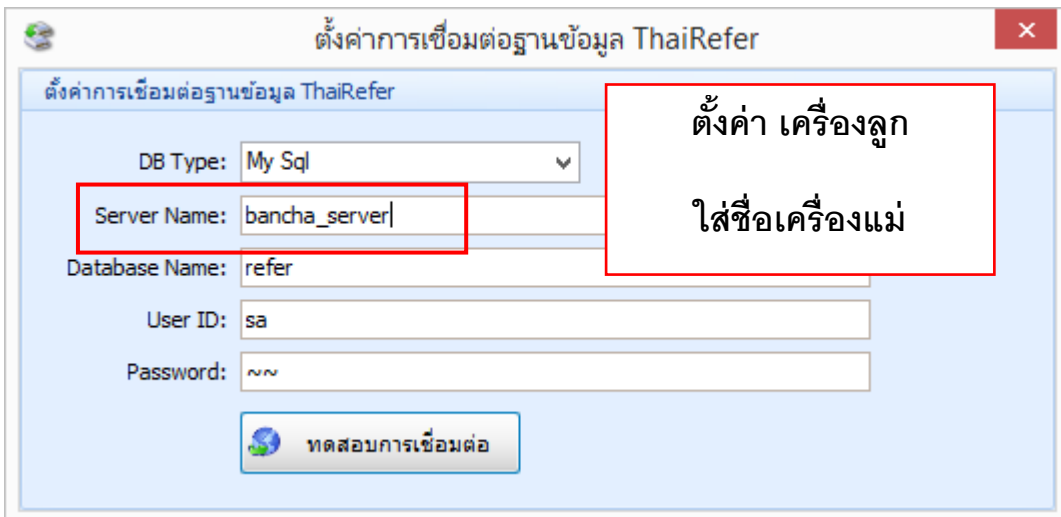 ตั้งค่าการเชื่อมต่อฐานข้อมูล ThaiRefer
ตั้งค่าการเชื่อมต่อฐานข้อมูล ThaiRefer
ตั้งค่า เครื่องลูก
ใส่ชื่อเครื่องแม่
DB Type: My Sql
Server Name: bancha_server
Database Name: refer
User ID: sa
Password: ~~
ทดสอบการเชื่อมต่อ